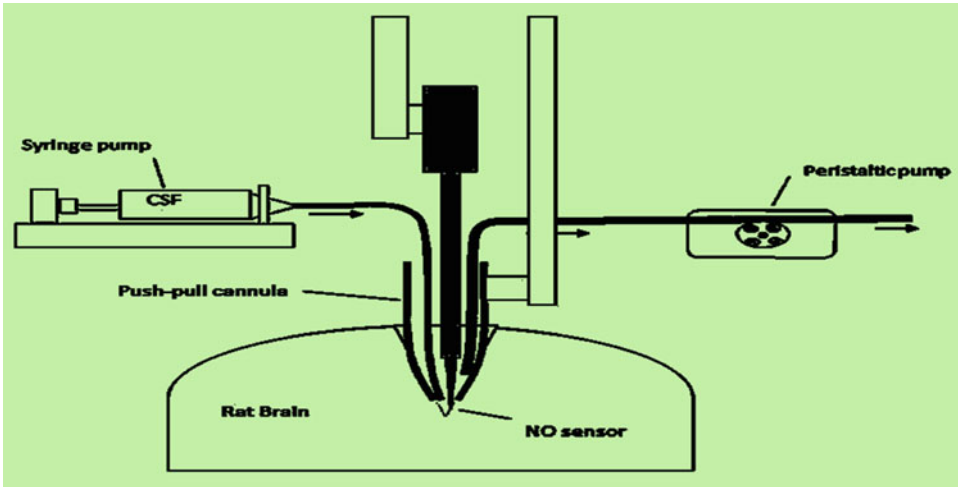 Syringe pump
CSF
Peristaltic pump
Push-pull cannula
Rat Brain
NO sensor